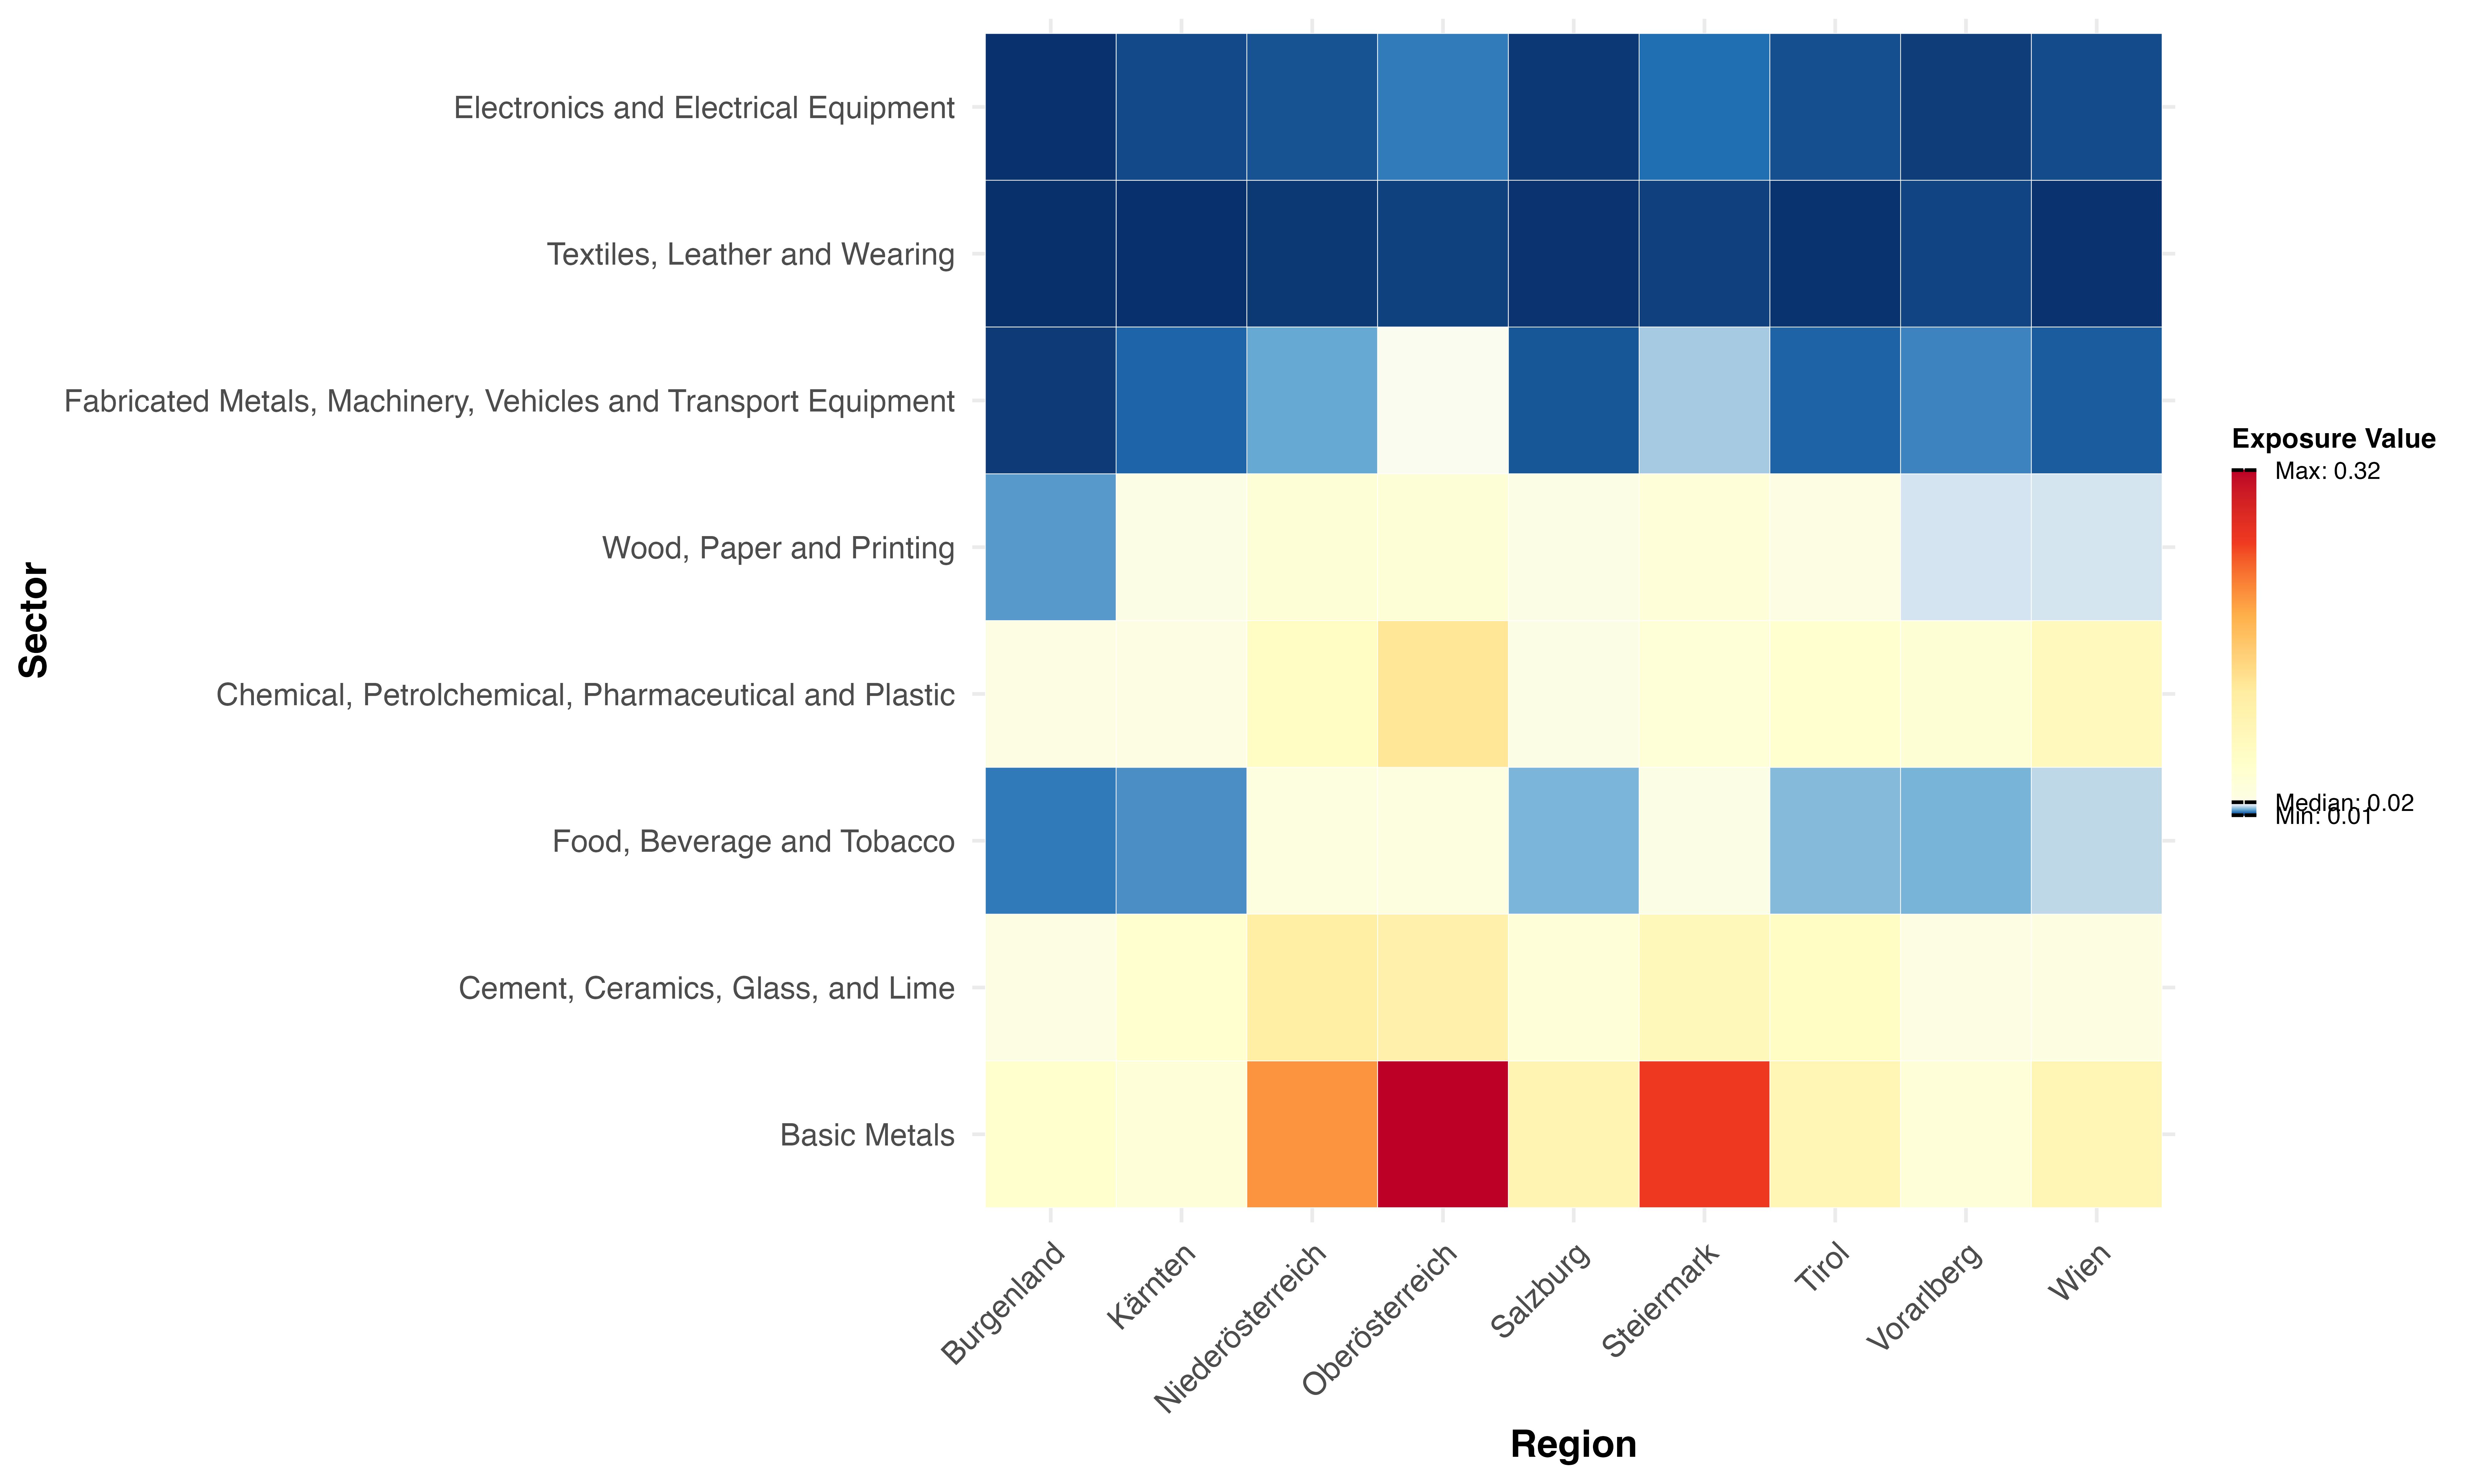 Electronics and Electrical Equipment
Textiles, Leather and Wearing
Fabricated Metals, Machinery, Vehicles and Transport Equipment
Wood, Paper and Printing
Chemical, Petrolchemical, Pharmaceutical and Plastic
Food, Beverage and Tobacco
Cement, Ceramics, Glass, and Lime
Basic Metals
Sector
Burgenland
Kärnten
Niederösterreich
Oberösterreich
Salzburg
Steiermark
Tirol
Vorarlberg
Wien
Region
Exposure Value
Max: 0.32
Median: 0.02
Min: 0.01